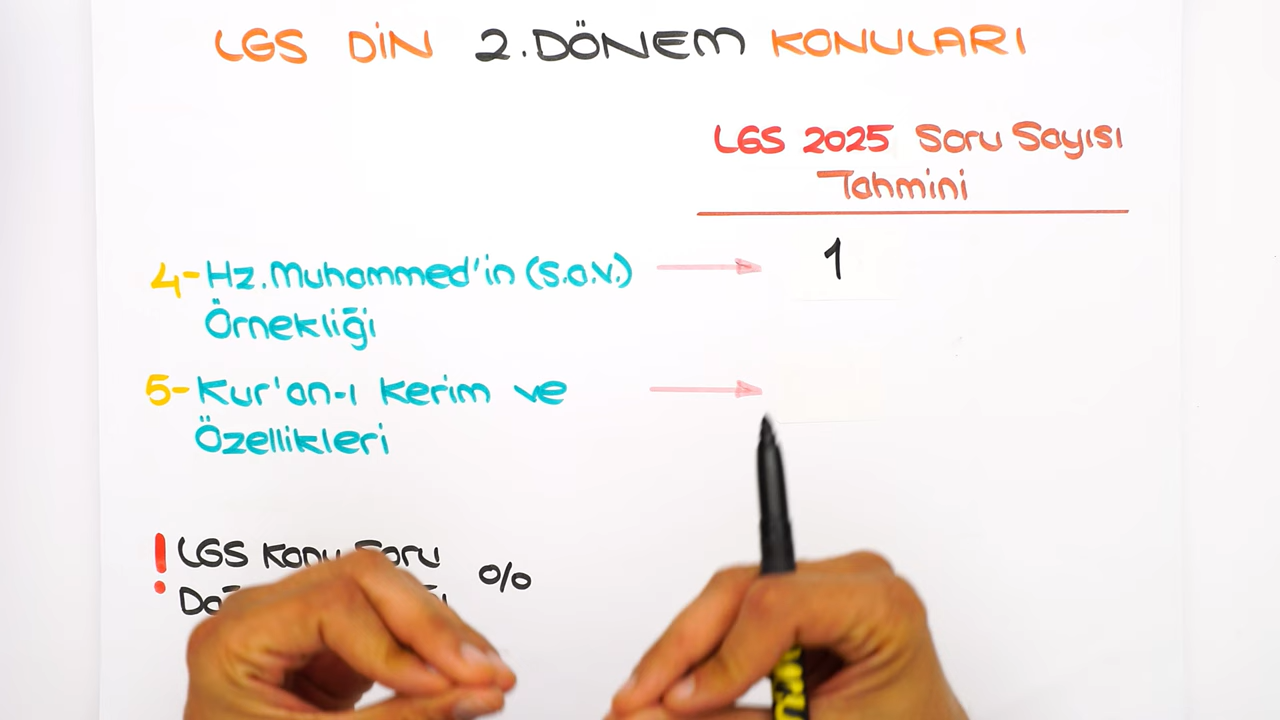 LGS DİN 2.DÖNEM KONULARI
LGS 2025 Soru Sayısı
Tahmini
4- Hz.Muhammed'in (s.a.v.) 1
Örnekliği
5- Kur'an-ı Kerim ve
Özellikleri
! LGS Konu Soru
%